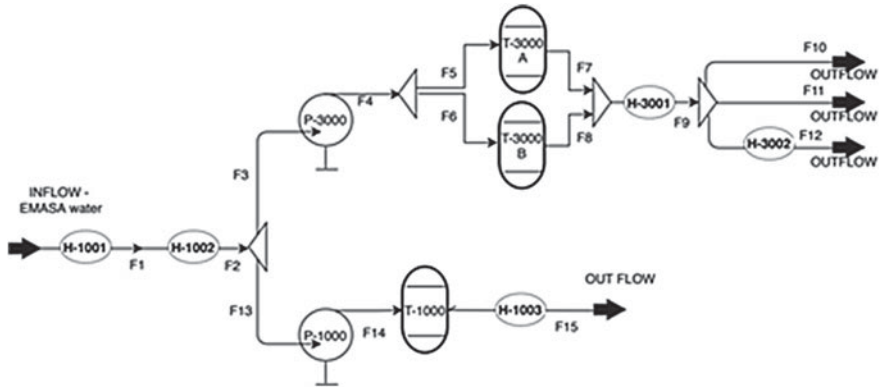 F10
OUTFLOW
F11
OUTFLOW
F12
OUTFLOW
T-3000
A
F5
F7
F4
F6
F8
H-3001
F9
T-3000
B
H-3002
P-3000
F3
INFLOW -
EMASA water
H-1001
F1
H-1002
F2
F13
P-1000
F14
T-1000
H-1003
F15
OUT FLOW